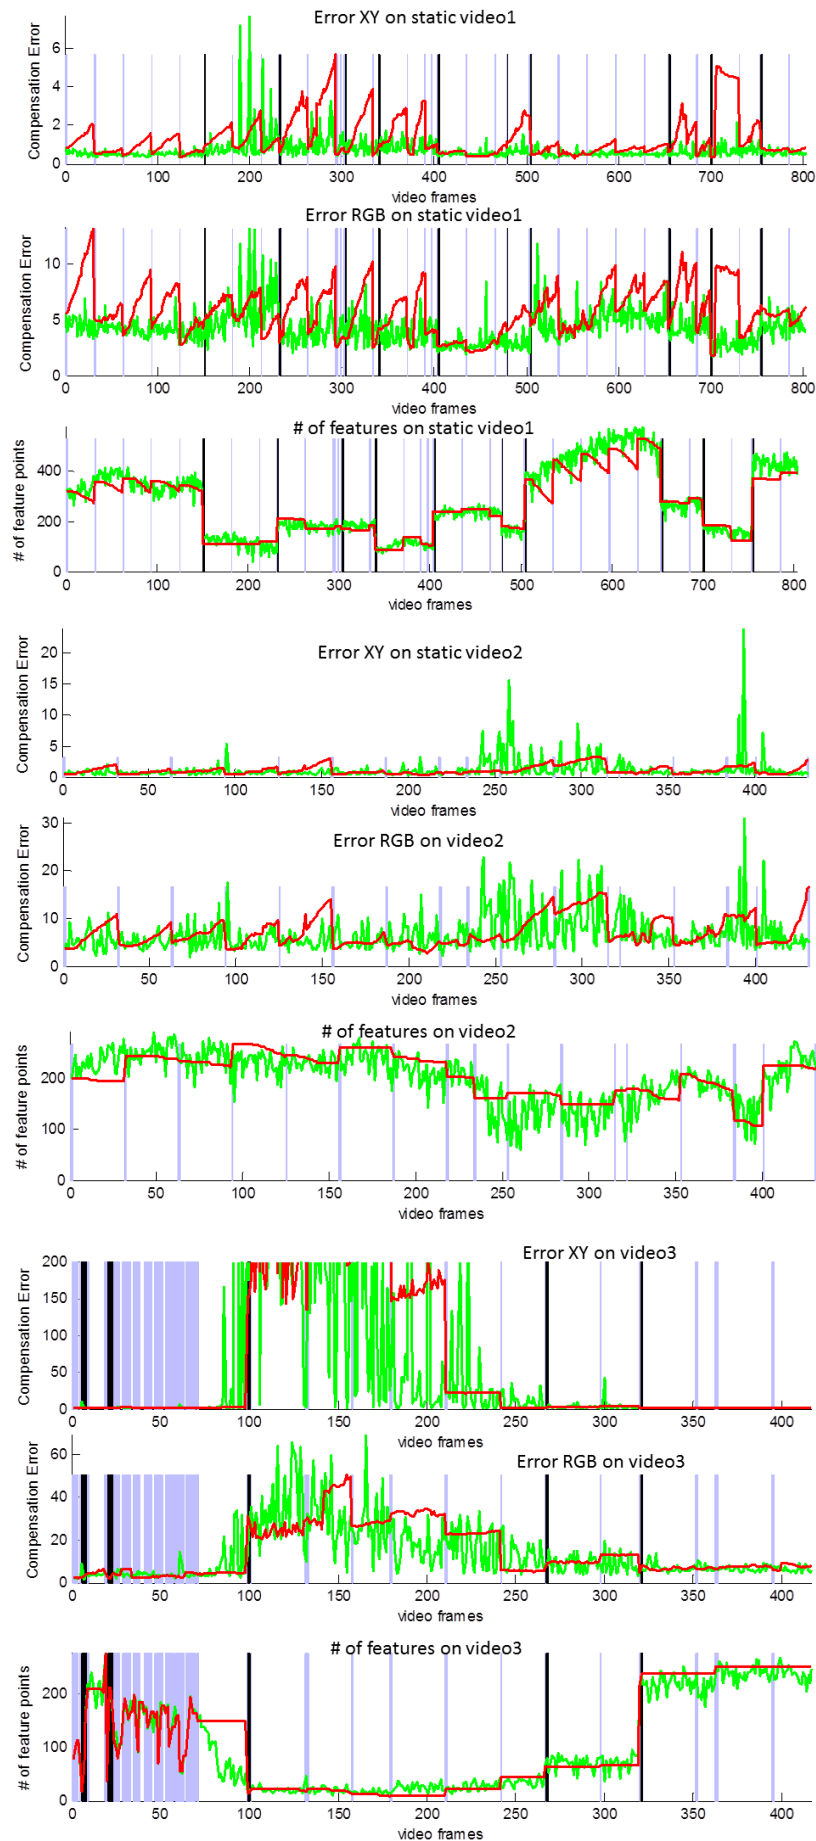 Error XY on static video1
Compensation Error
6
4
2
0
0 100 200 300 400 500 600 700 800
video frames
Error RGB on static video1
Compensation Error
10
5
0
0 100 200 300 400 500 600 700 800
video frames
# of features on static video1
# of feature points
400
200
0
0 100 200 300 400 500 600 700 800
video frames
Error XY on static video2
Compensation Error
20
15
10
5
0
0 50 100 150 200 250 300 350 400
video frames
Error RGB on video2
Compensation Error
30
20
10
0
0 50 100 150 200 250 300 350 400
video frames
# of features on video2
# of feature points
200
100
0
0 50 100 150 200 250 300 350 400
video frames
Error XY on video3
Compensation Error
200
150
100
50
0
50 100 150 200 250 300 350 400
video frames
Error RGB on video3
Compensation Error
60
40
20
0
0 50 100 150 200 250 300 350 400
video frames
# of features on video3
# of feature points
200
100
0
0 50 100 150 200 250 300 350 400
video frames